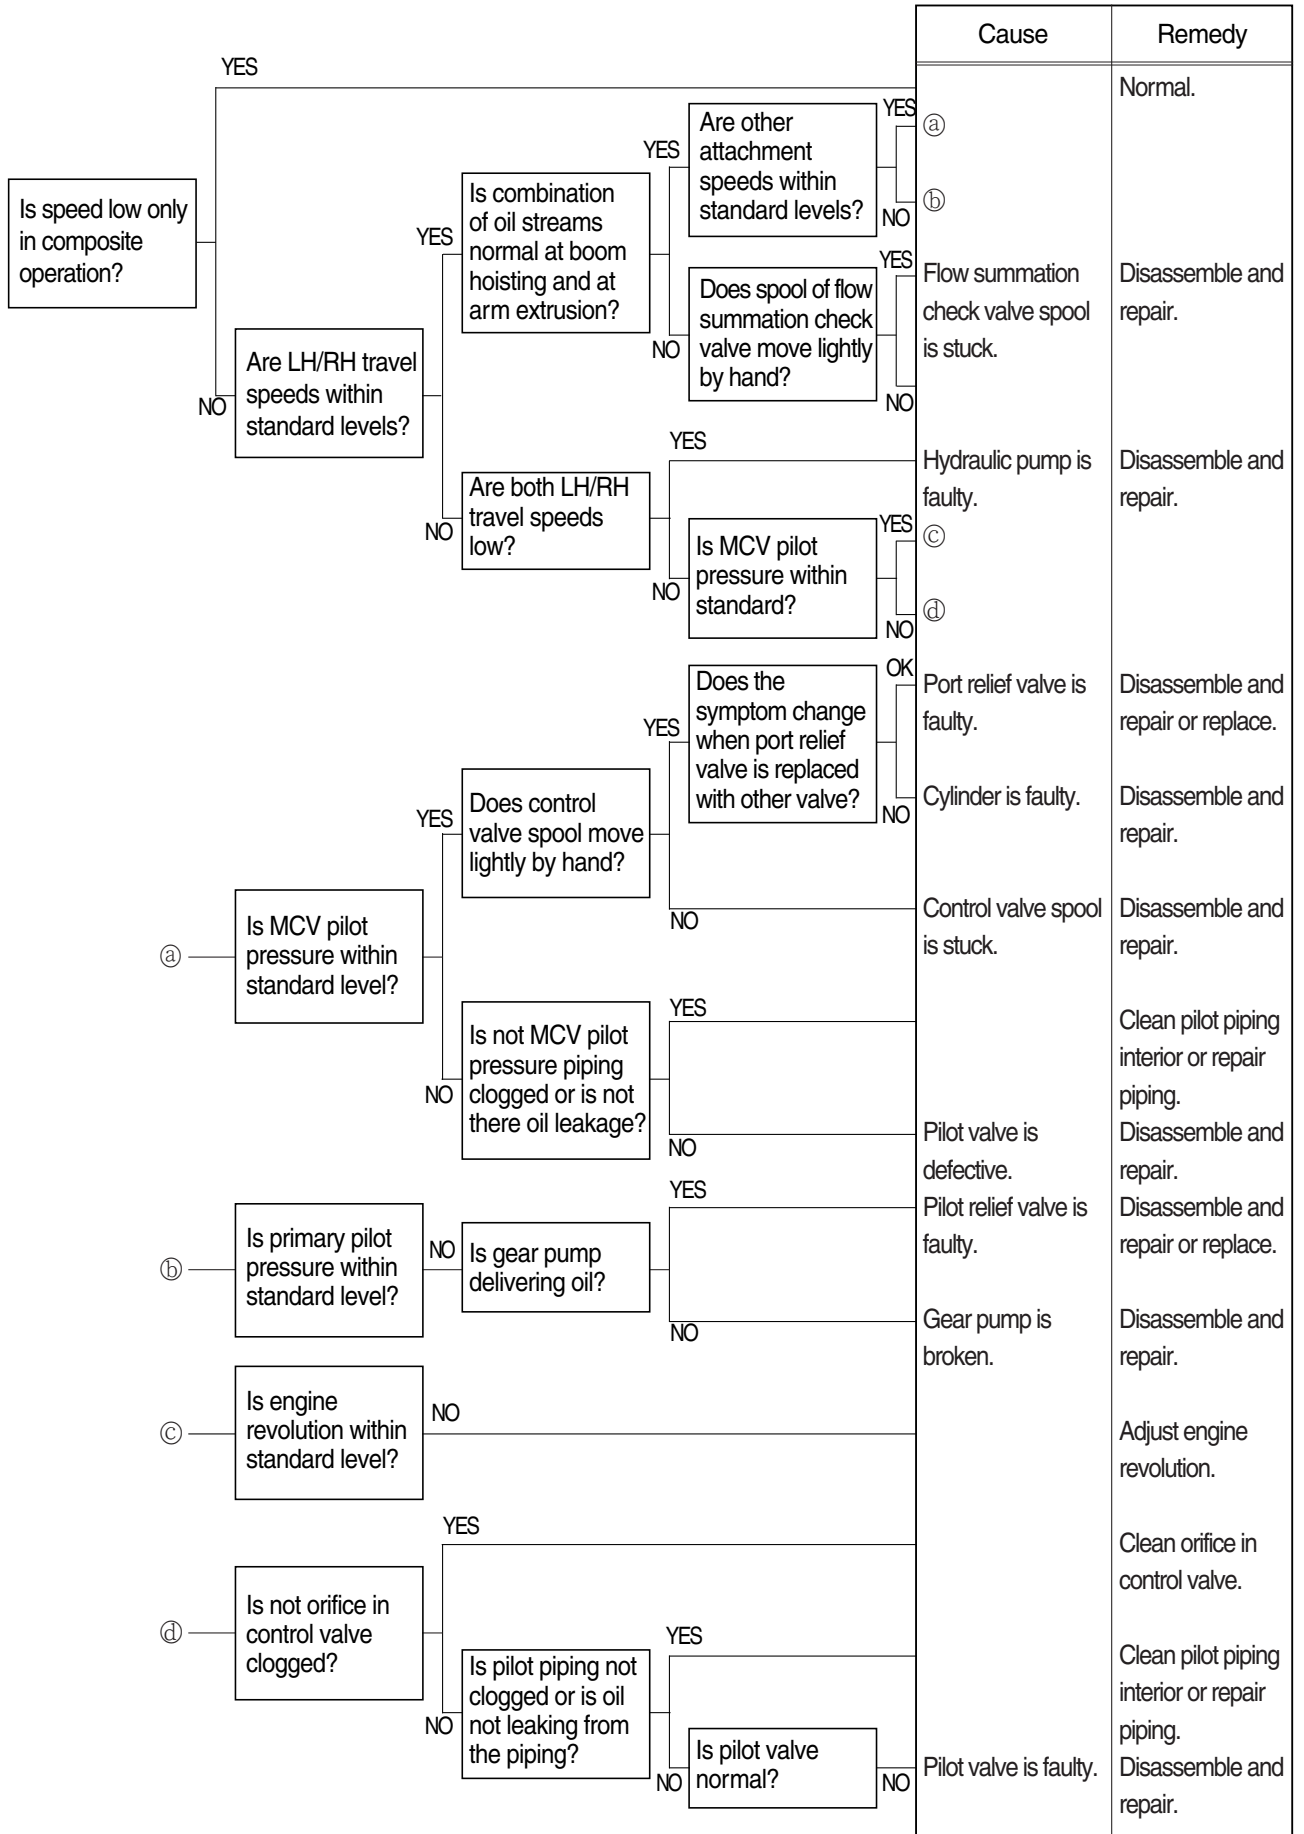 Cause
Remedy
YES
Normal.
Is speed low only
in composite
operation?
NO
Are LH/RH travel
speeds within
standard levels?
YES
Is combination
of oil streams
normal at boom
hoisting and at
arm extrusion?
YES
Are other
attachment
speeds within
standard levels?
YES
ⓐ
NO
ⓑ
NO
Does spool of flow
summation check
valve move lightly
by hand?
YES
NO
Flow summation
check valve spool
is stuck.
Disassemble and
repair.
NO
Are both LH/RH
travel speeds
low?
YES
Hydraulic pump is
faulty.
Disassemble and
repair.
NO
Is MCV pilot
pressure within
standard?
YES
ⓒ
NO
ⓓ
ⓐ
Is MCV pilot
pressure within
standard level?
YES
Does control
valve spool move
lightly by hand?
YES
Does the
symptom change
when port relief
valve is replaced
with other valve?
OK
Port relief valve is
faulty.
Disassemble and
repair or replace.
NO
Cylinder is faulty.
Disassemble and
repair.
NO
Control valve spool
is stuck.
Disassemble and
repair.
NO
Is not MCV pilot
pressure piping
clogged or is not
there oil leakage?
YES
Clean pilot piping
interior or repair
piping.
NO
Pilot valve is
defective.
Disassemble and
repair.
ⓑ
Is primary pilot
pressure within
standard level?
NO
Is gear pump
delivering oil?
YES
Pilot relief valve is
faulty.
Disassemble and
repair or replace.
NO
Gear pump is
broken.
Disassemble and
repair.
ⓒ
Is engine
revolution within
standard level?
NO
Adjust engine
revolution.
ⓓ
Is not orifice in
control valve
clogged?
YES
Clean orifice in
control valve.
NO
Is pilot piping not
clogged or is oil
not leaking from
the piping?
YES
Clean pilot piping
interior or repair
piping.
NO
Is pilot valve
normal?
NO
Pilot valve is faulty.
Disassemble and
repair.